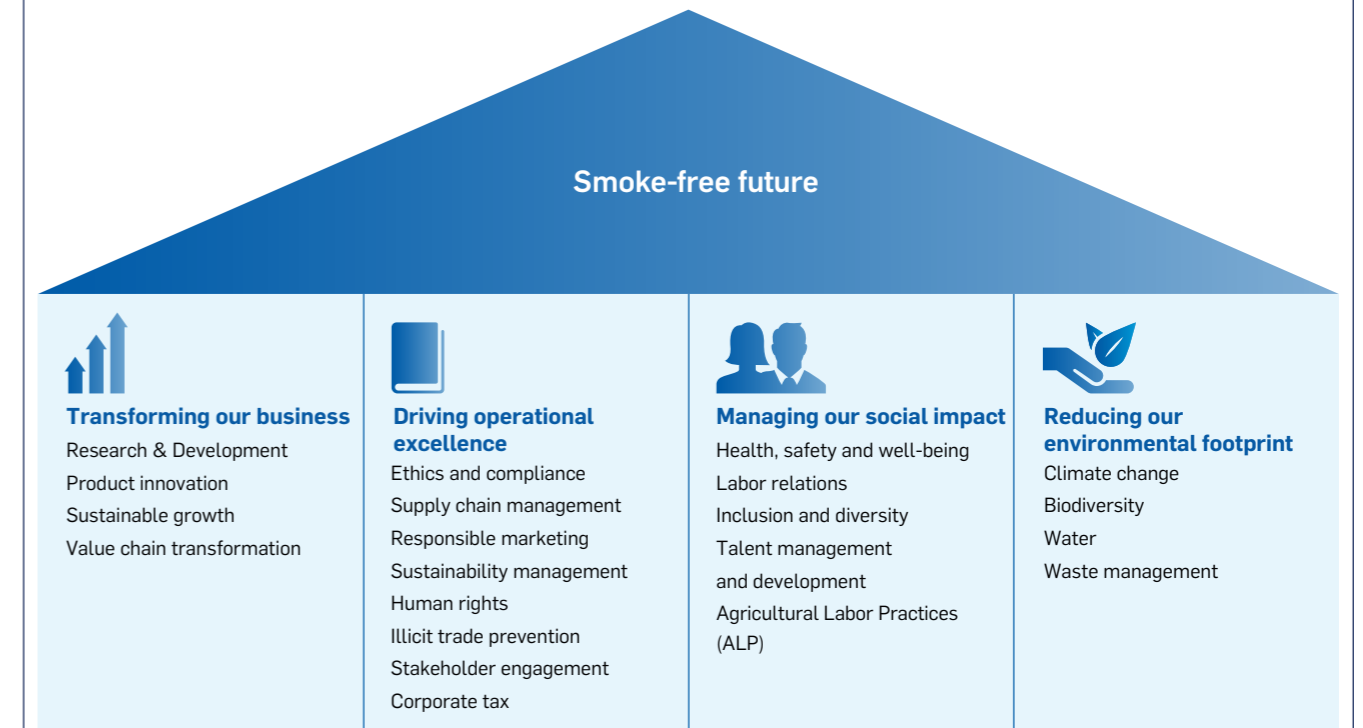 Smoke-free future
Transforming our business
Research & Development
Product innovation
Sustainable growth
Value chain transformation
Driving operational
excellence
Ethics and compliance
Supply chain management
Responsible marketing
Sustainability management
Human rights
Illicit trade prevention
Stakeholder engagement
Corporate tax
Managing our social impact
Health, safety and well-being
Labor relations
Inclusion and diversity
Talent management
and development
Agricultural Labor Practices
(ALP)
Reducing our
environmental footprint
Climate change
Biodiversity
Water
Waste management